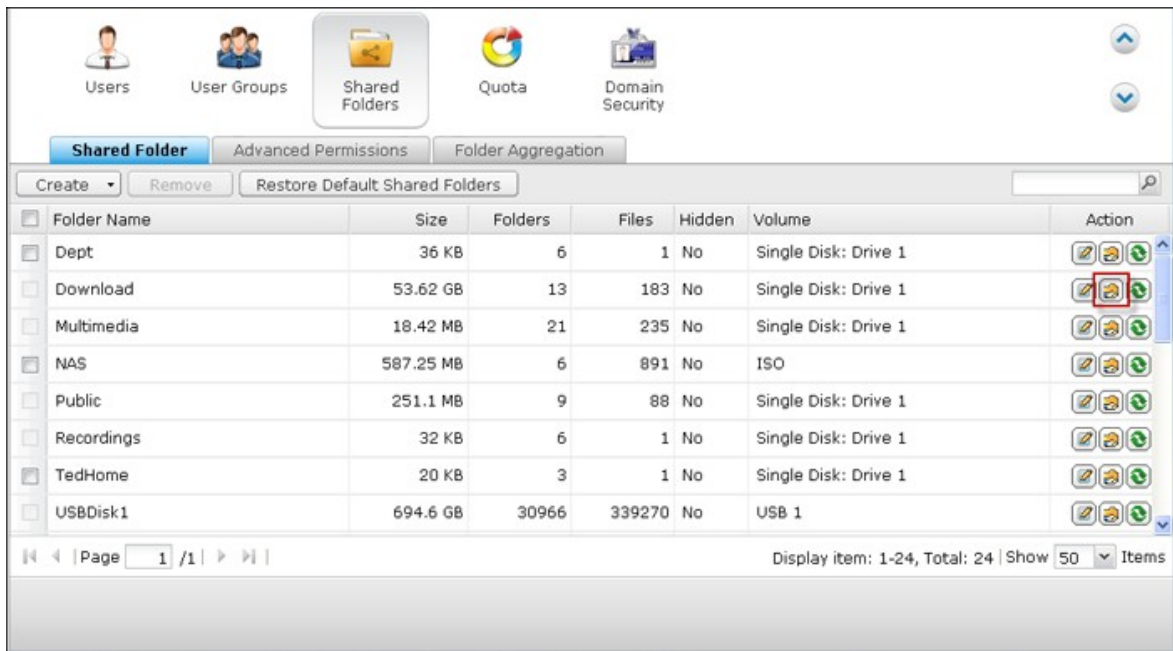 Users User Groups Shared Folders Quota Domain Security
Shared Folder Advanced Permissions Folder Aggregation
Create Remove Restore Default Shared Folders
Folder Name Size Folders Files Hidden Volume Action
Dept 36 KB 6 1 No Single Disk: Drive 1
Download 53.62 GB 13 183 No Single Disk: Drive 1
Multimedia 18.42 MB 21 235 No Single Disk: Drive 1
NAS 587.25 MB 6 891 No ISO
Public 251.1 MB 9 88 No Single Disk: Drive 1
Recordings 32 KB 6 1 No Single Disk: Drive 1
TedHome 20 KB 3 1 No Single Disk: Drive 1
USBDisk1 694.6 GB 30966 339270 No USB 1
Page 1 /1 Display item: 1-24, Total: 24 Show 50 Items